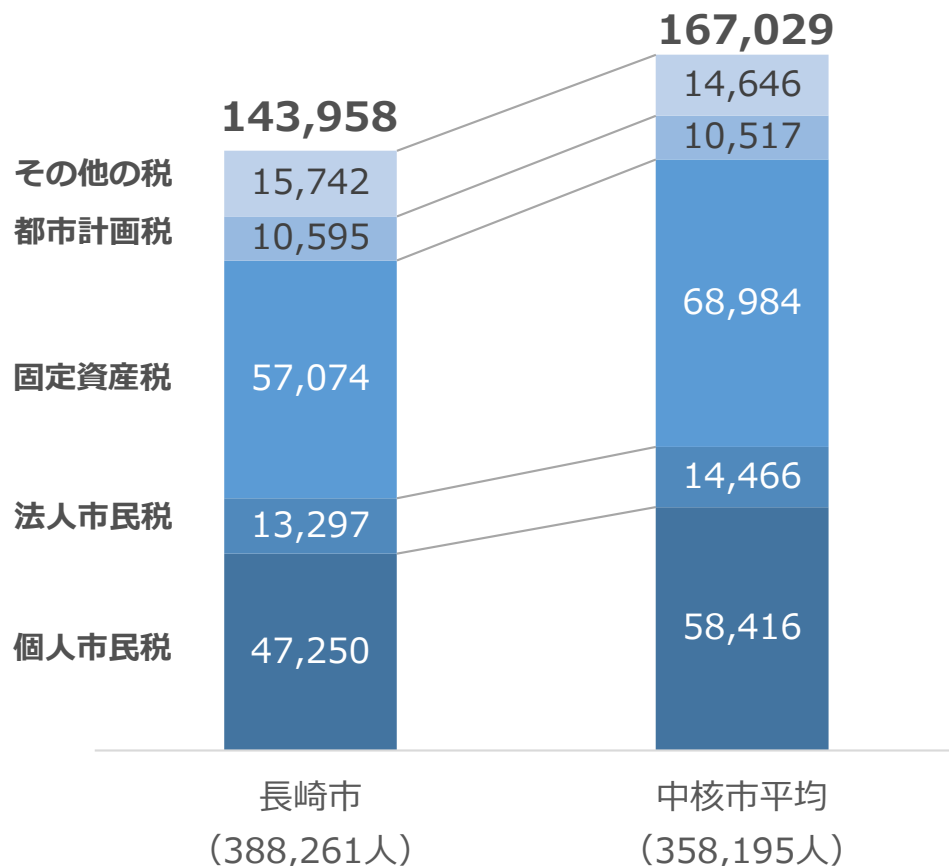 167,029
14,646
143,958
10,517
その他の税
15,742
都市計画税
10,595
68,984
固定資産税
57,074
14,466
法人市民税
13,297
58,416
個人市民税
47,250
長崎市
中核市平均
（388,261人）
（358,195人）